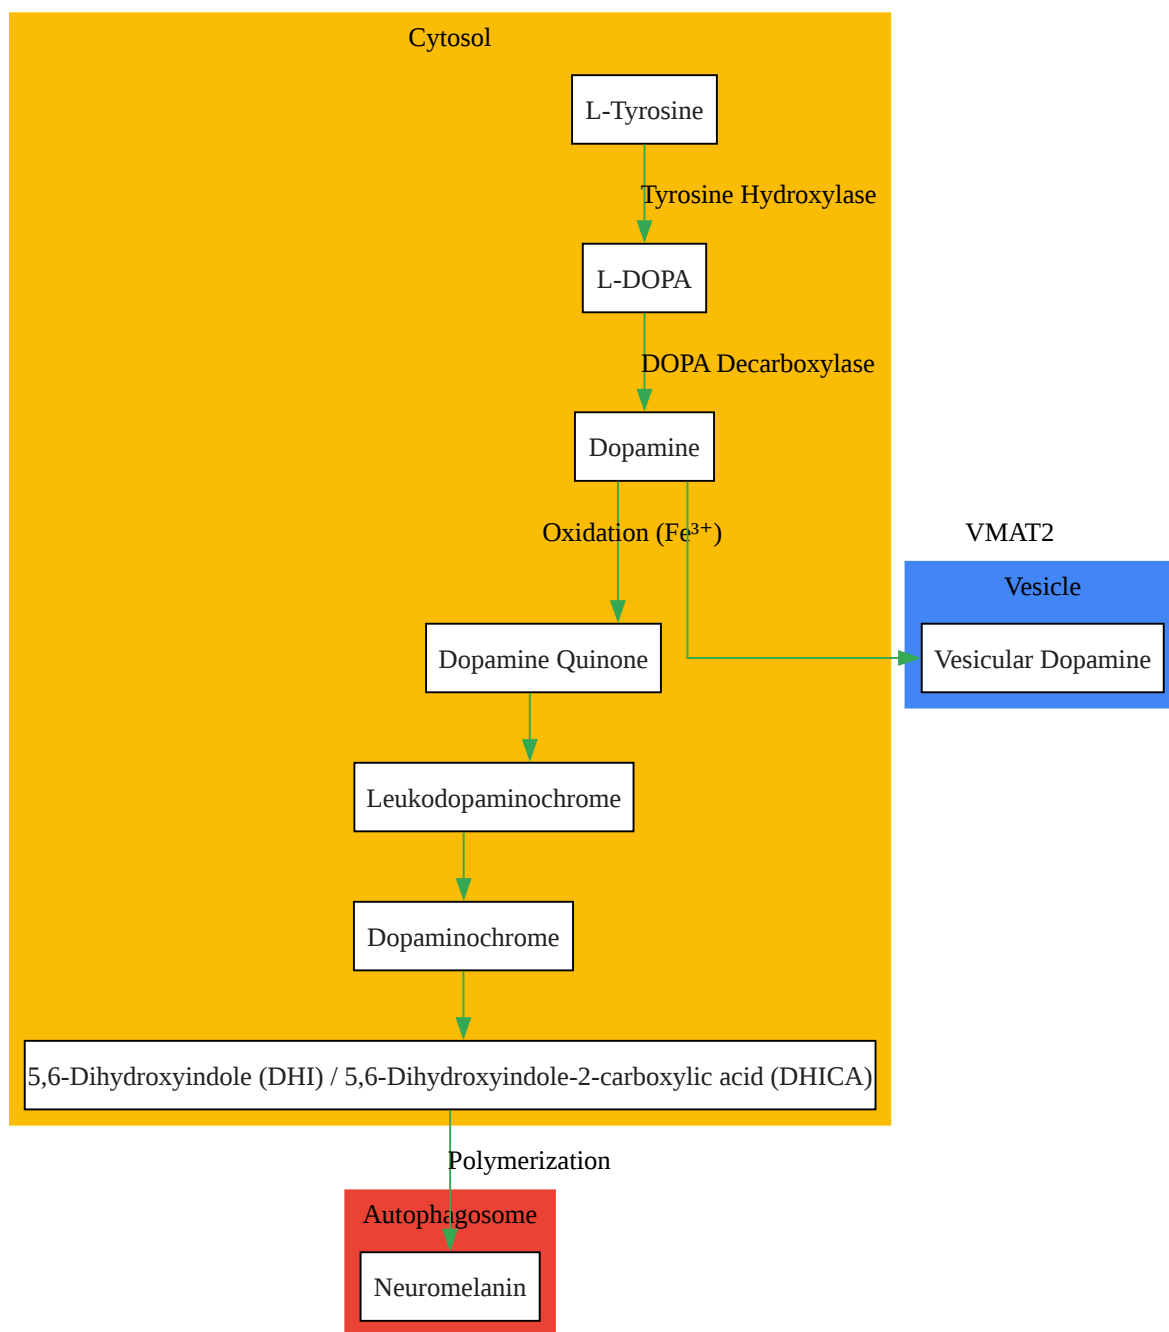 Cytosol
L-Tyrosine
Tyrosine Hydroxylase
L-DOPA
DOPA Decarboxylase
Dopamine
Oxidation (Fe³⁺)
VMAT2
Vesicle
Dopamine Quinone
Vesicular Dopamine
Leukodopaminochrome
Dopaminochrome
5,6-Dihydroxyindole (DHI) / 5,6-Dihydroxyindole-2-carboxylic acid (DHICA)
Polymerization
Autophagosome
Neuromelanin